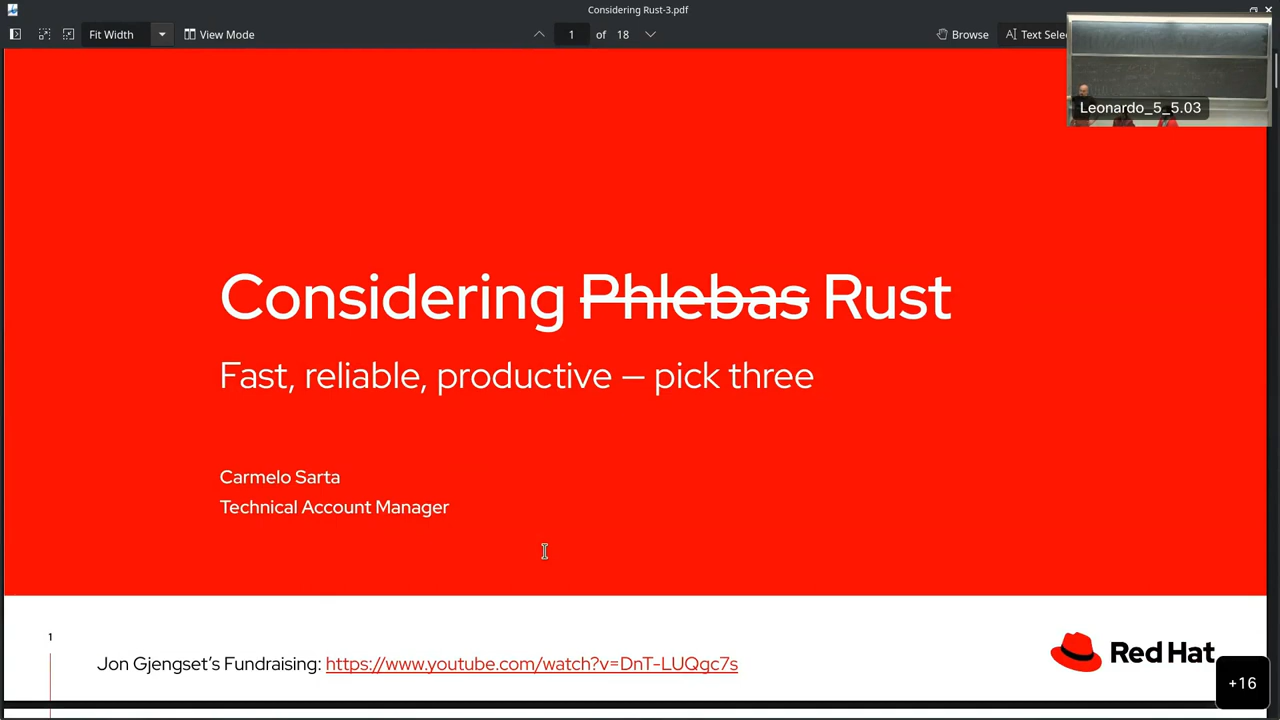 Considering Rust-3.pdf
Fit Width
View Mode
1 of 18
Browse
Text Selec
Leonardo_5_5.03
Considering Phlebas Rust
Fast, reliable, productive — pick three
Carmelo Sarta
Technical Account Manager
1
Jon Gjengset's Fundraising: https://www.youtube.com/watch?v=DnT-LUQgc7s
Red Hat
+16